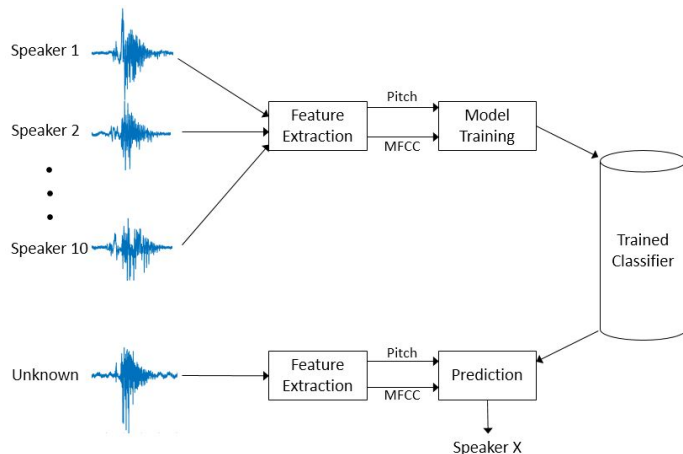 Speaker 1
Speaker 2
Speaker 10
Feature
Extraction
Pitch
MFCC
Model
Training
Trained
Classifier
Unknown
Feature
Extraction
Pitch
MFCC
Prediction
Speaker X